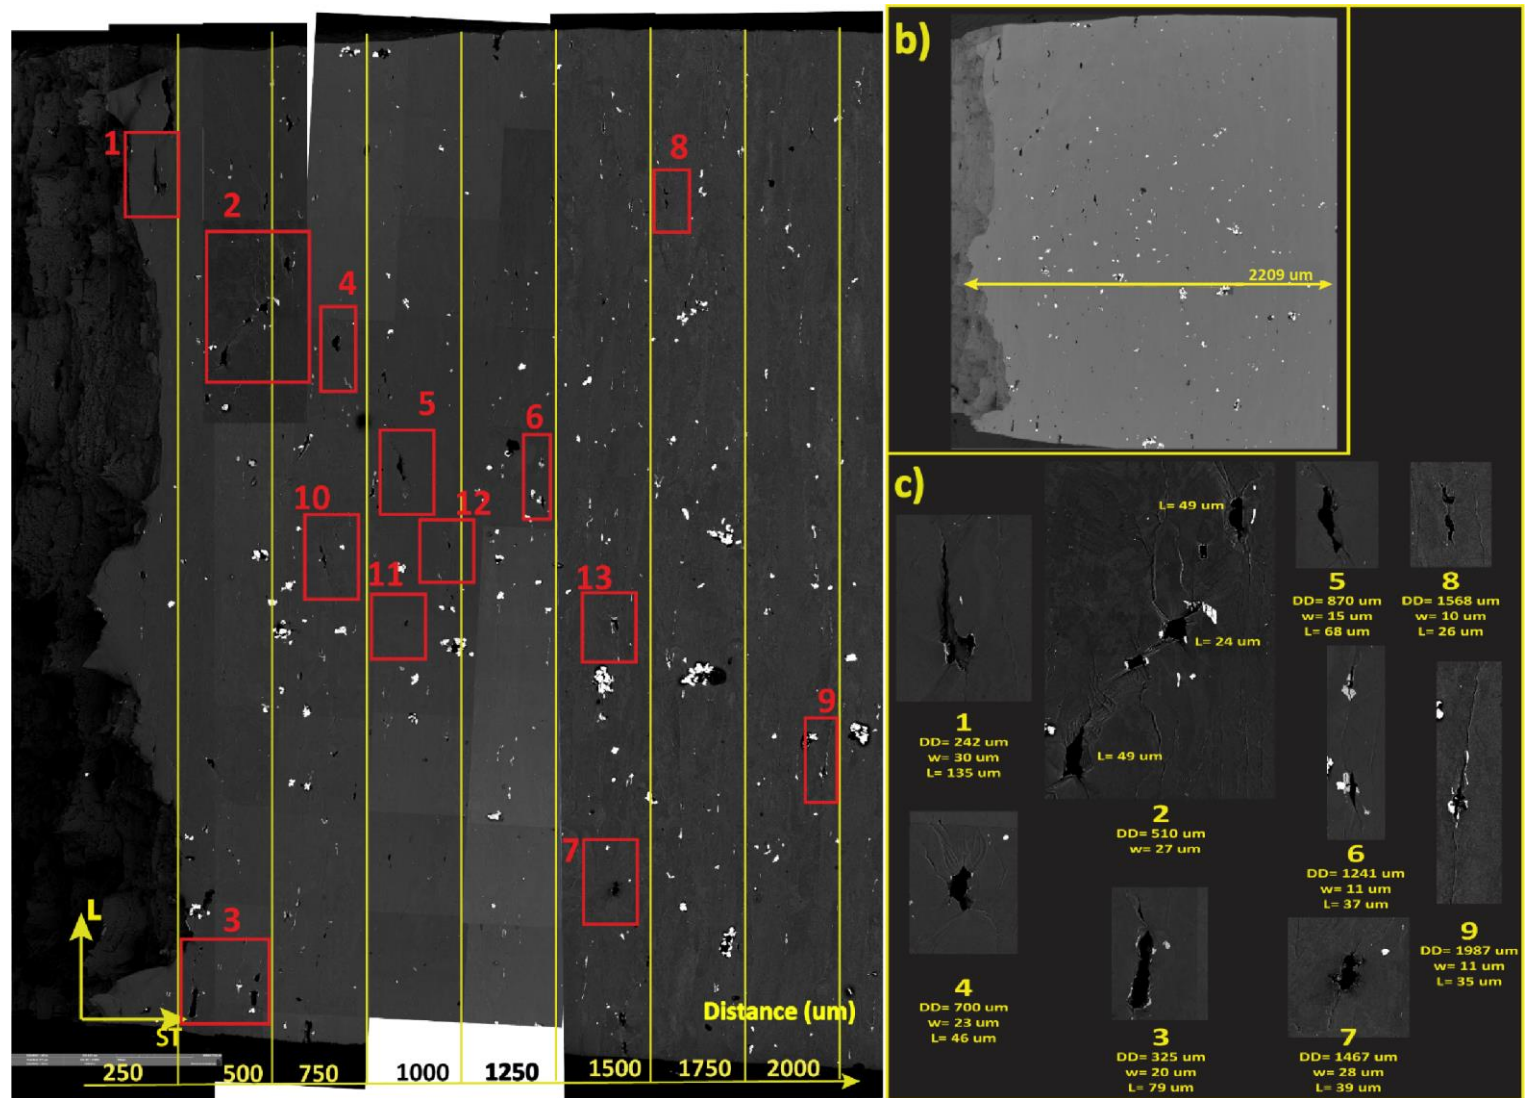 1
2
8
4
5
6
10
12
11
13
9
7
3
L
ST
Distance (um)
250
500
750
1000
1250
1500
1750
2000
b)
2209 um
c)
L= 49 um
L= 24 um
L= 49 um
1
DD= 242 um
w= 30 um
L= 135 um
2
DD= 510 um
w= 27 um
5
DD= 870 um
w= 15 um
L= 68 um
8
DD= 1568 um
w= 10 um
L= 26 um
6
DD= 1241 um
w= 11 um
L= 37 um
9
DD= 1987 um
w= 11 um
L= 35 um
4
DD= 700 um
w= 23 um
L= 46 um
3
DD= 325 um
w= 20 um
L= 79 um
7
DD= 1467 um
w= 28 um
L= 39 um